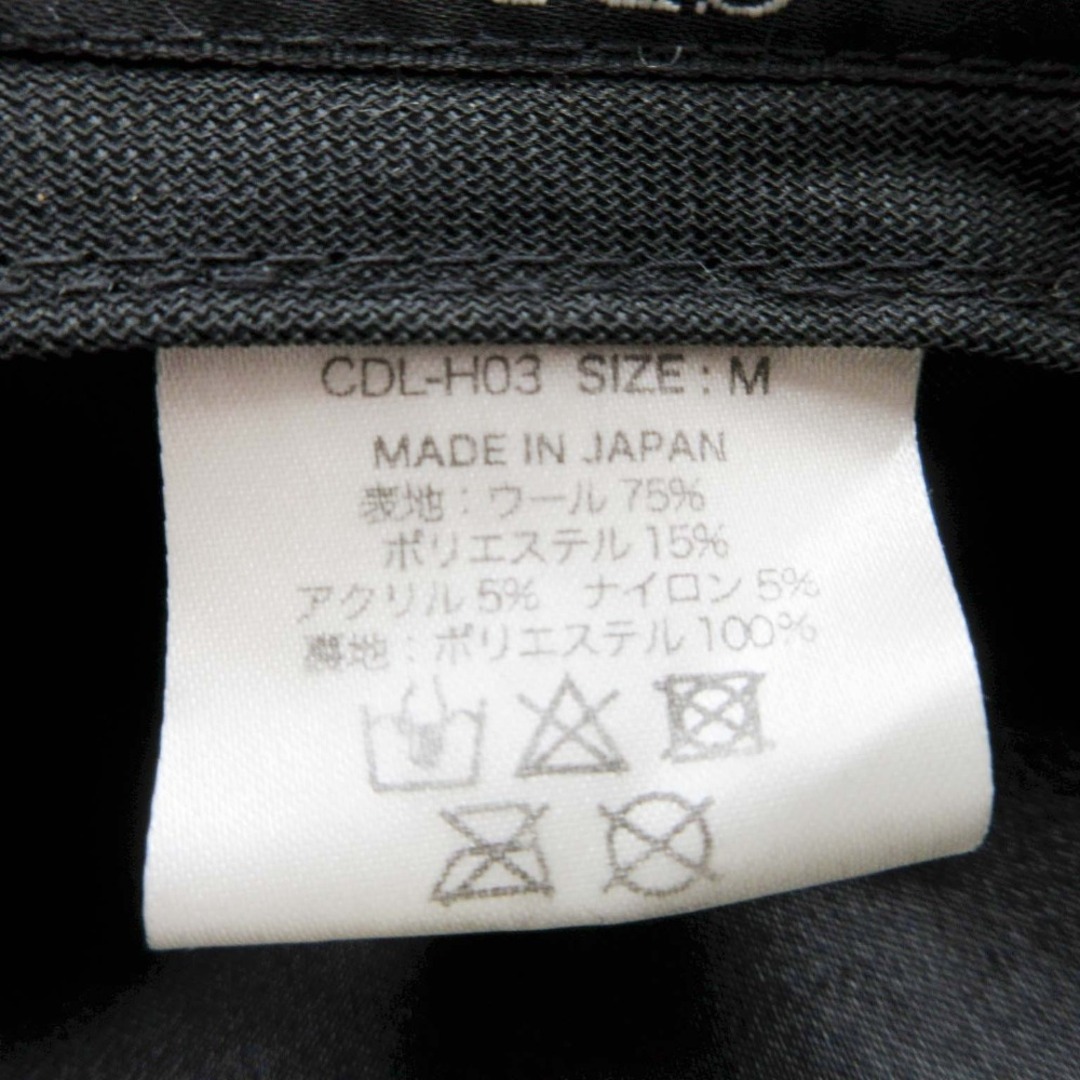 CDL-H03 SIZE : M
MADE IN JAPAN
表地 : ウール 75%
ポリエステル 15%
アクリル 5% ナイロン 5%
裏地 : ポリエステル 100%